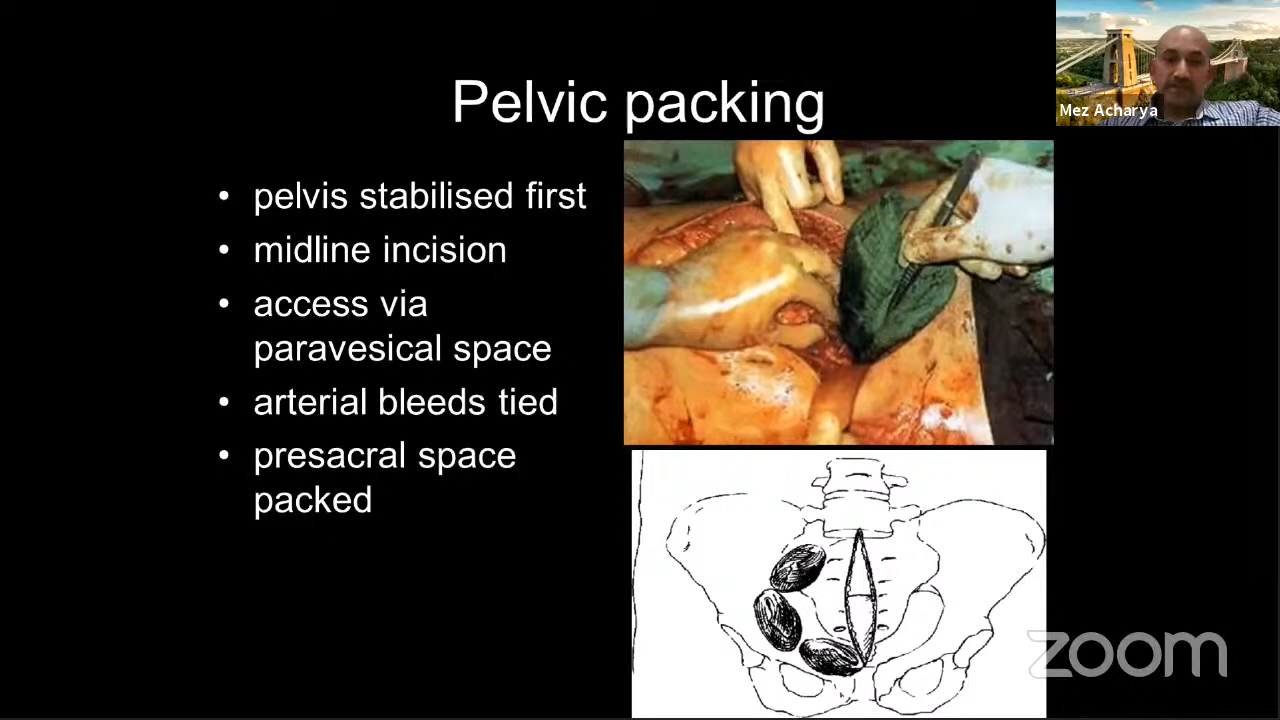 Pelvic packing
Mez Acharya
• pelvis stabilised first
• midline incision
• access via
paravesical space
• arterial bleeds tied
• presacral space
packed
zoom